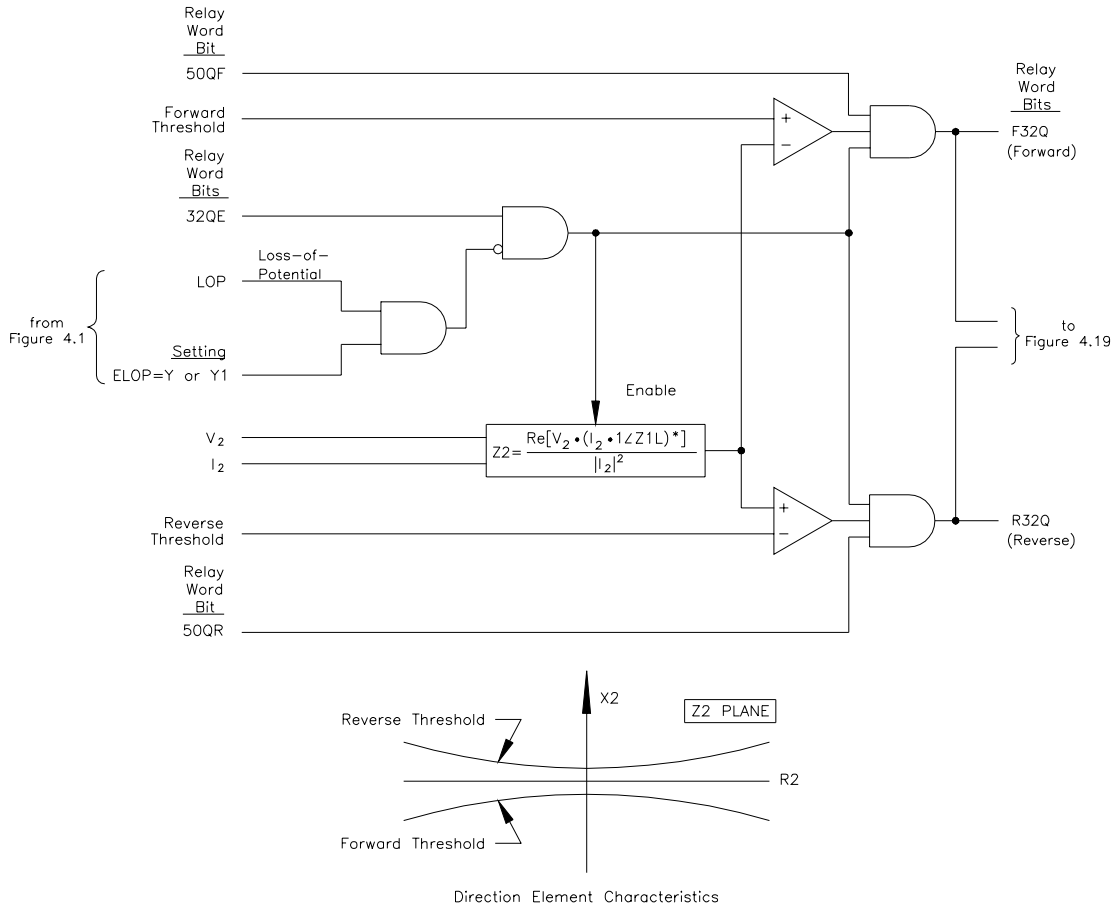 Relay
Word
Bit
50QF
Forward
Threshold
Relay
Word
Bits
32QE
Loss-of-
Potential
LOP
from
Figure 4.1
Setting
ELOP=Y or Y1
Enable
V2
I2
Z2= Re[V2•(I2•1∠Z1L)*]
|I2|2
Reverse
Threshold
Relay
Word
Bit
50QR
+
−
+
−
Relay
Word
Bits
F32Q
(Forward)
to
Figure 4.19
R32Q
(Reverse)
X2
Z2 PLANE
Reverse Threshold
R2
Forward Threshold
Direction Element Characteristics